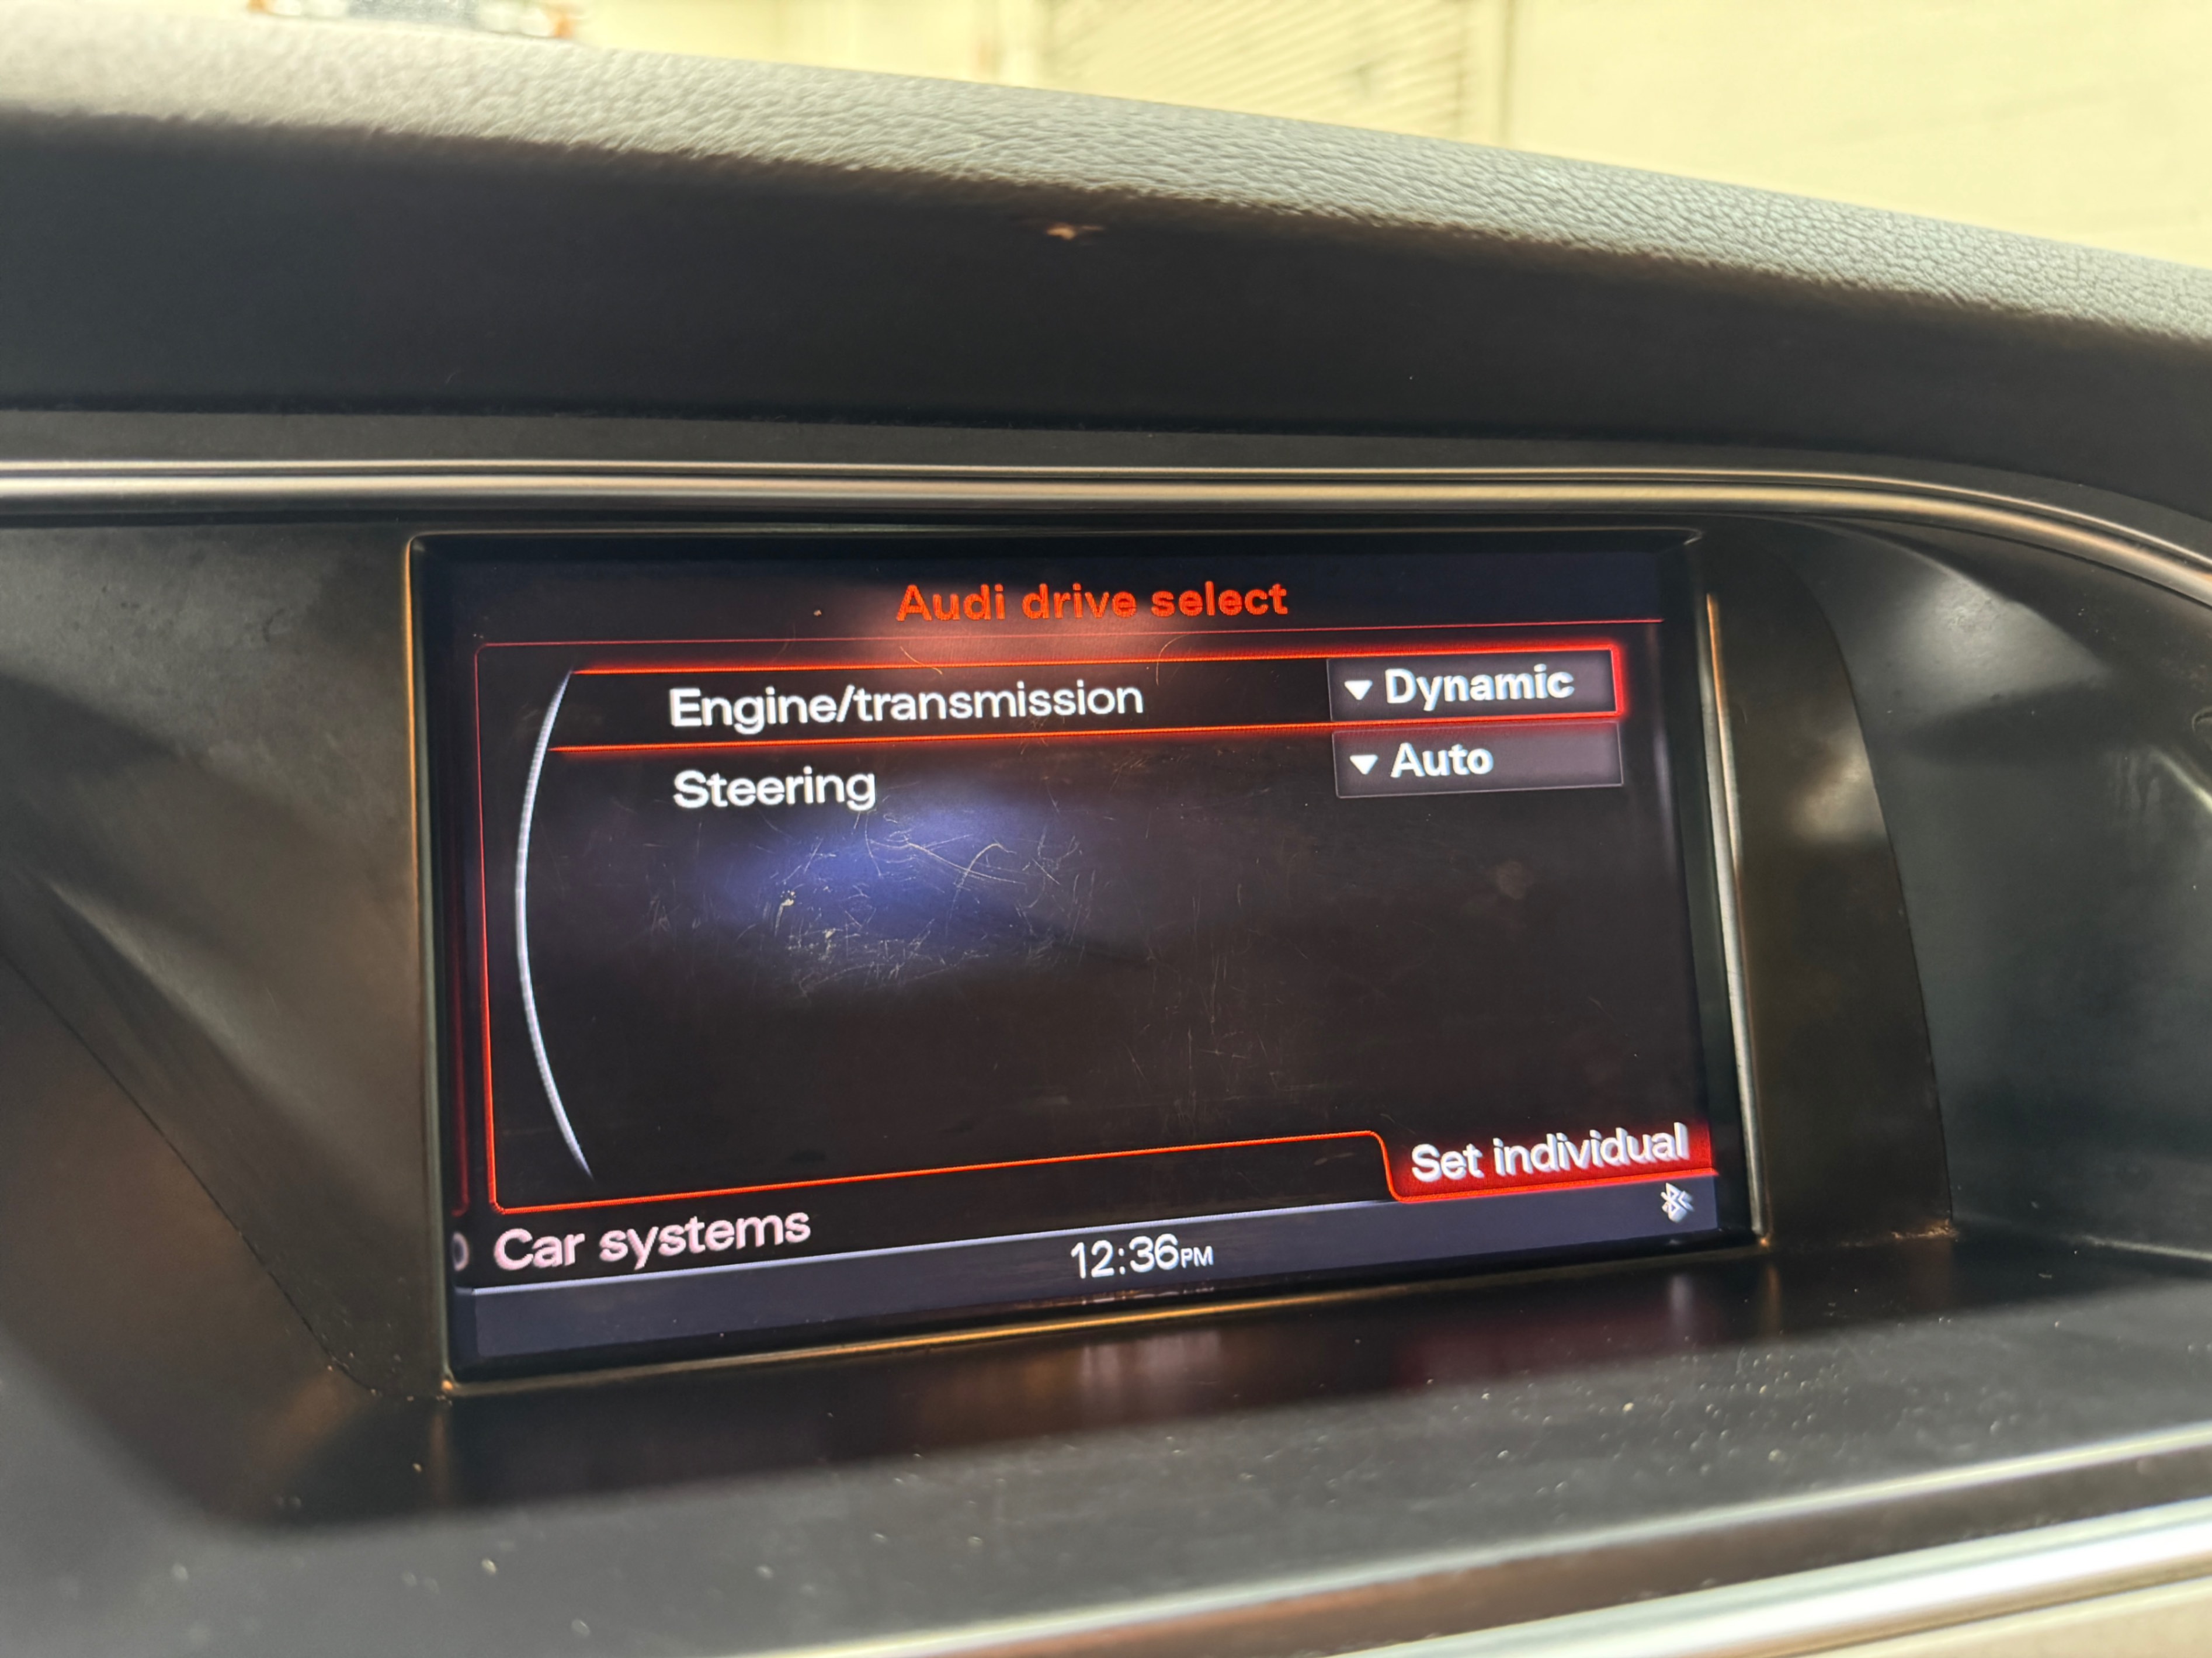 Audi drive select
Engine/transmission ▼ Dynamic
Steering ▼ Auto
Set individual
Car systems
12:36PM